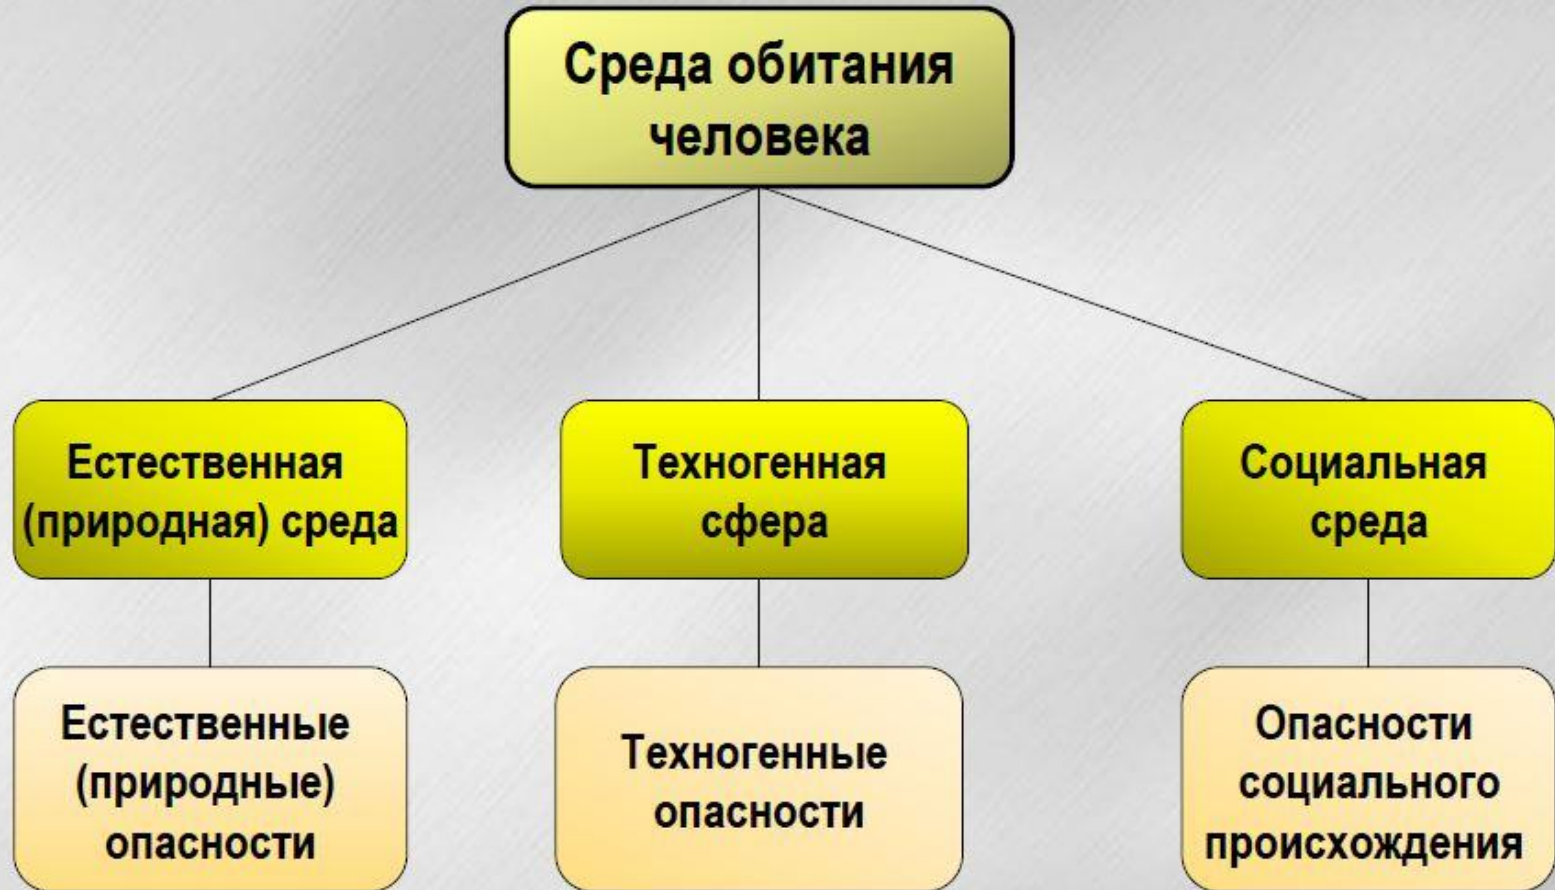 Среда обитания
человека
Естественная
(природная) среда
Техногенная
сфера
Социальная
среда
Естественные
(природные)
опасности
Техногенные
опасности
Опасности
социального
происхождения